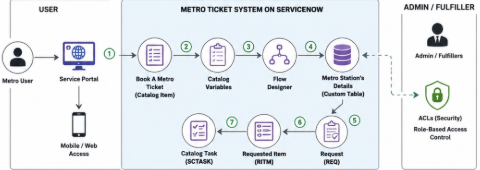 USER
METRO TICKET SYSTEM ON SERVICENOW
ADMIN / FULFILLER
Metro User
Service Portal
Mobile / Web
Access
1
Book A Metro
Ticket
(Catalog Item)
2
Catalog
Variables
3
Flow
Designer
4
Metro Station's
Details
(Custom Table)
Admin / Fulfillers
ACLs (Security)
Role-Based Access
Control
7
6
5
Catalog Task
(SCTASK)
Requested Item
(RITM)
Request
(REQ)